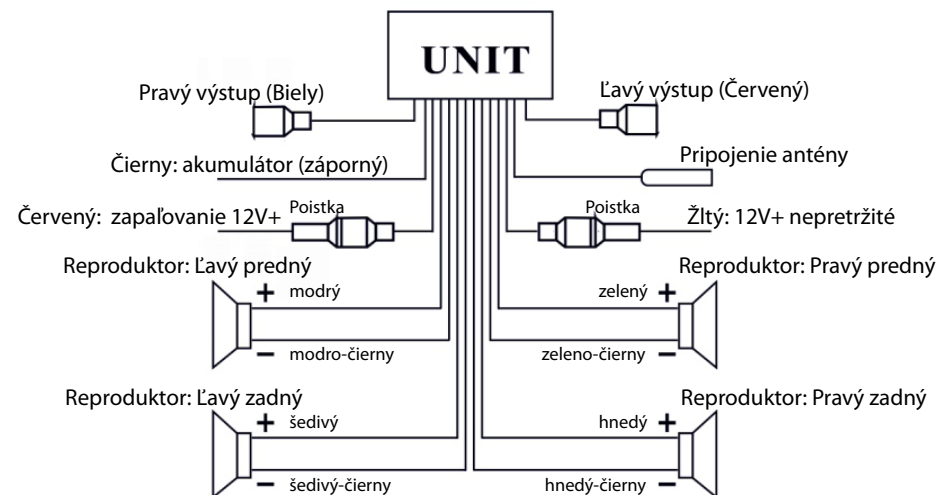 UNIT
Pravý výstup (Biely)
Ľavý výstup (Červený)
Čierny: akumulátor (záporný)
Pripojenie antény
Červený: zapaľovanie 12V+
Poistka
Poistka
Žltý: 12V+ nepretržité
Reproduktor: Ľavý predný
Reproduktor: Pravý predný
+ modrý
zelený +
− modro-čierny
zeleno-čierny −
Reproduktor: Ľavý zadný
Reproduktor: Pravý zadný
+ šedivý
hnedý +
− šedivý-čierny
hnedý-čierny −